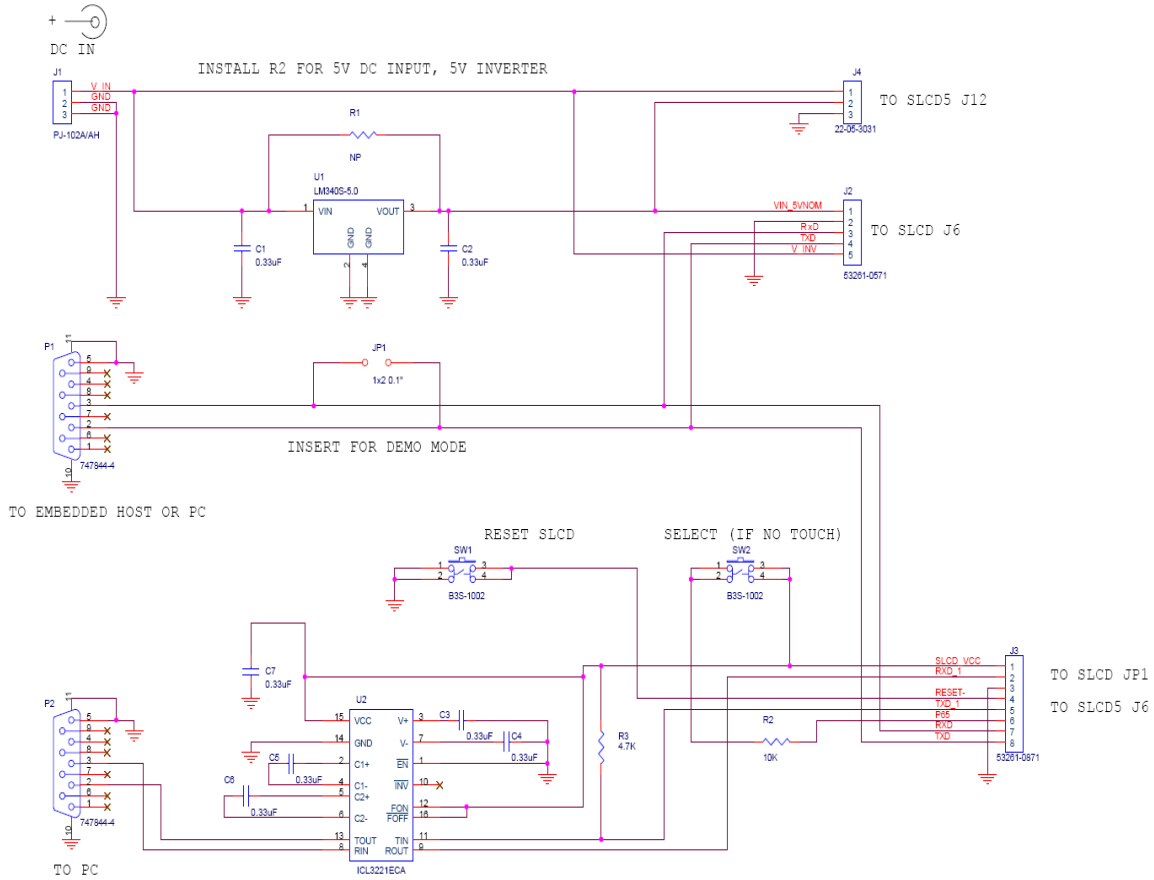 +
DC IN
INSTALL R2 FOR 5V DC INPUT, 5V INVERTER
J1
1
2
3
V_IN
GND
GND
PJ-102A/AH
R1
NP
U1
LM340S-5.0
1 VIN VOUT 3
GND GND
2 4
C1
0.33uF
C2
0.33uF
J4
1
2
3
22-05-3031
TO SLCD5 J12
J2
VIN_5VNOM 1
2
RxD 3
TXD 4
V_INV 5
53261-0571
TO SLCD J6
P1
11
5
9
4
8
3
7
2
6
1
10
747844-4
TO EMBEDDED HOST OR PC
JP1
1x2 0.1"
INSERT FOR DEMO MODE
RESET SLCD
SW1
1 3
2 4
B3S-1002
SELECT (IF NO TOUCH)
SW2
1 3
2 4
B3S-1002
J3
SLCD_VCC 1
RXD_1 2
3
RESET- 4
TXD_1 5
P65 6
RXD 7
TXD 8
53261-0871
TO SLCD JP1
TO SLCD5 J6
R2
10K
R3
4.7K
C7
0.33uF
U2
15 VCC V+ 3
14 GND V- 7
2 C1+ EN 1
4 C1- INV 10
5 C2+ FON 12
6 C2- FOFF 16
13 TOUT TIN 11
8 RIN ROUT 9
ICL3221ECA
C3
0.33uF
C4
0.33uF
C5
0.33uF
C6
0.33uF
P2
11
5
9
4
8
3
7
2
6
1
10
747844-4
TO PC